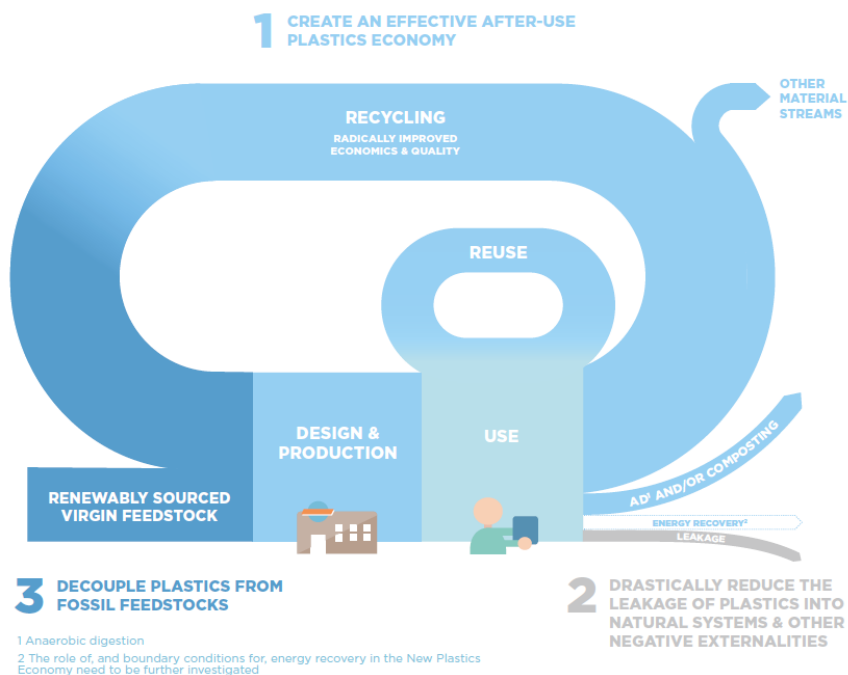 1 CREATE AN EFFECTIVE AFTER-USE
PLASTICS ECONOMY
OTHER
MATERIAL
STREAMS
RECYCLING
RADICALLY IMPROVED
ECONOMICS & QUALITY
REUSE
DESIGN &
PRODUCTION
USE
RENEWABLY SOURCED
VIRGIN FEEDSTOCK
AD¹ AND/OR COMPOSTING
ENERGY RECOVERY²
LEAKAGE
3 DECOUPLE PLASTICS FROM
FOSSIL FEEDSTOCKS
2 DRASTICALLY REDUCE THE
LEAKAGE OF PLASTICS INTO
NATURAL SYSTEMS & OTHER
NEGATIVE EXTERNALITIES
1 Anaerobic digestion
2 The role of, and boundary conditions for, energy recovery in the New Plastics
Economy need to be further investigated